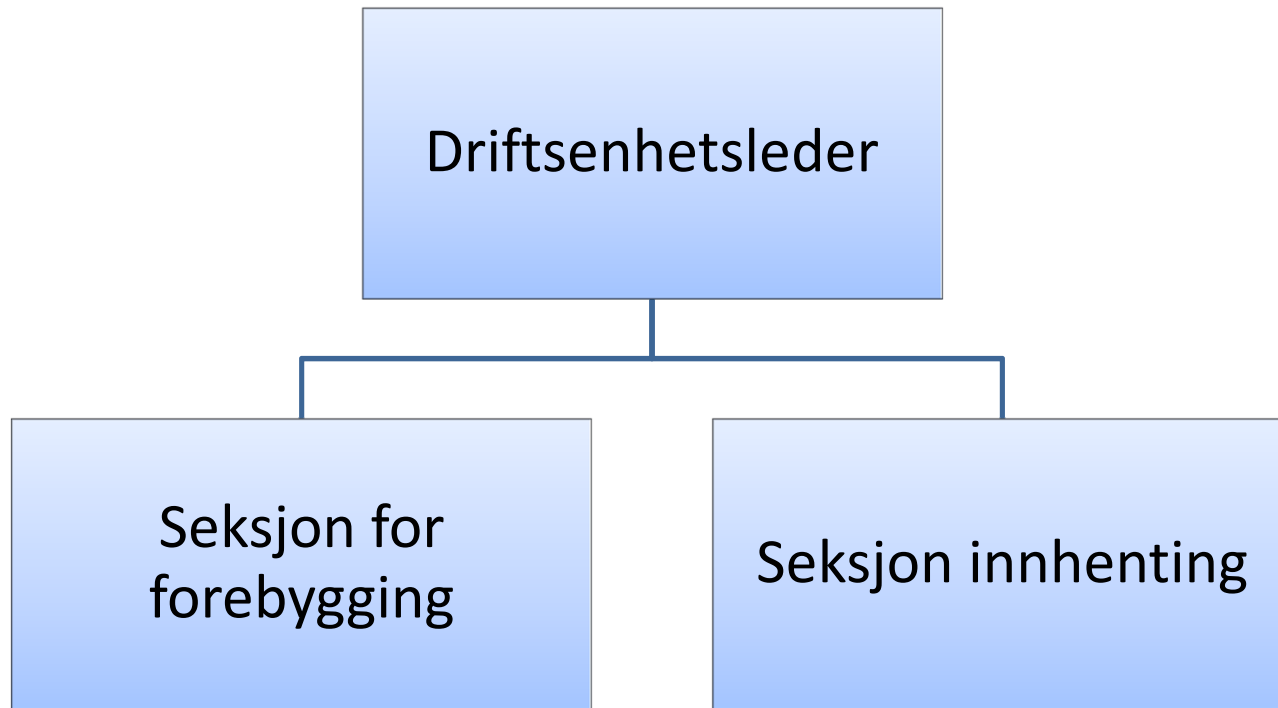 Driftsenhetsleder
Seksjon for
forebygging
Seksjon innhenting